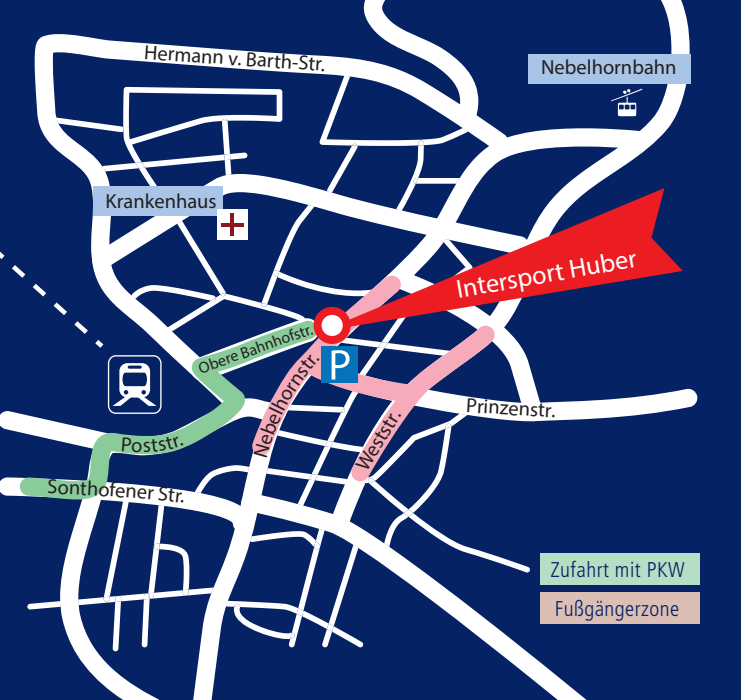 Hermann v. Barth-Str.
Nebelhornbahn
Krankenhaus
Intersport Huber
Obere Bahnhofstr.
P
Nebelhornstr.
Prinzenstr.
Weststr.
Poststr.
Sonthofener Str.
Zufahrt mit PKW
Fußgängerzone